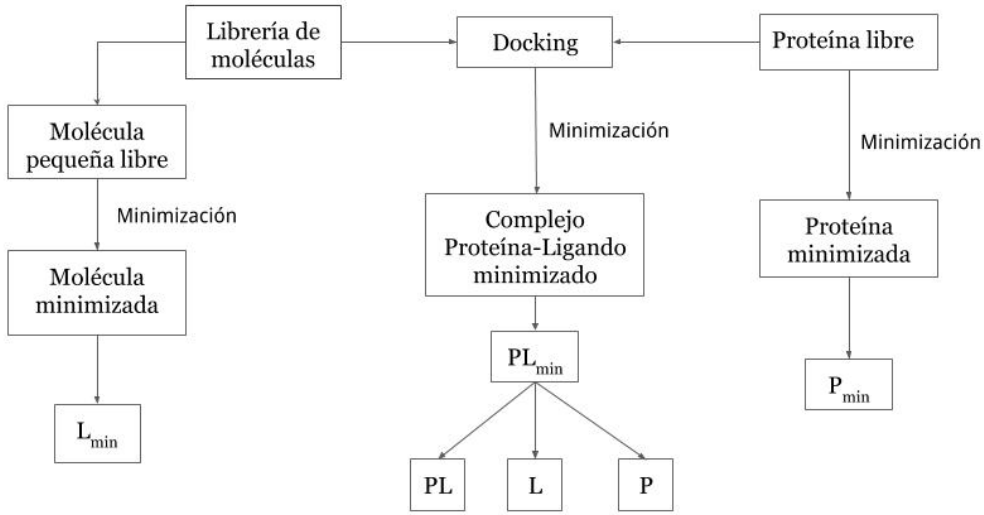 Librería de
moléculas
Docking
Proteína libre
Molécula
pequeña libre
Minimización
Minimización
Minimización
Complejo
Proteína-Ligando
minimizado
Proteína
minimizada
Molécula
minimizada
PLmin
Pmin
Lmin
PL
L
P